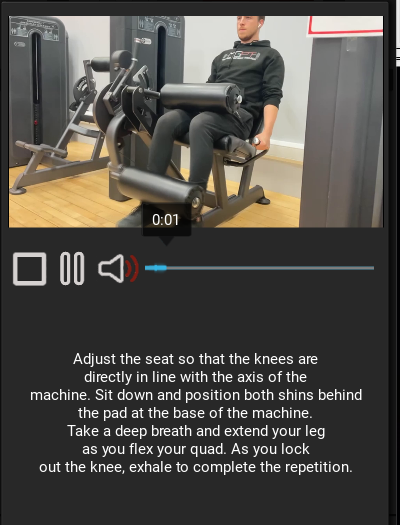 0:01
Adjust the seat so that the knees are
directly in line with the axis of the
machine. Sit down and position both shins behind
the pad at the base of the machine.
Take a deep breath and extend your leg
as you flex your quad. As you lock
out the knee, exhale to complete the repetition.